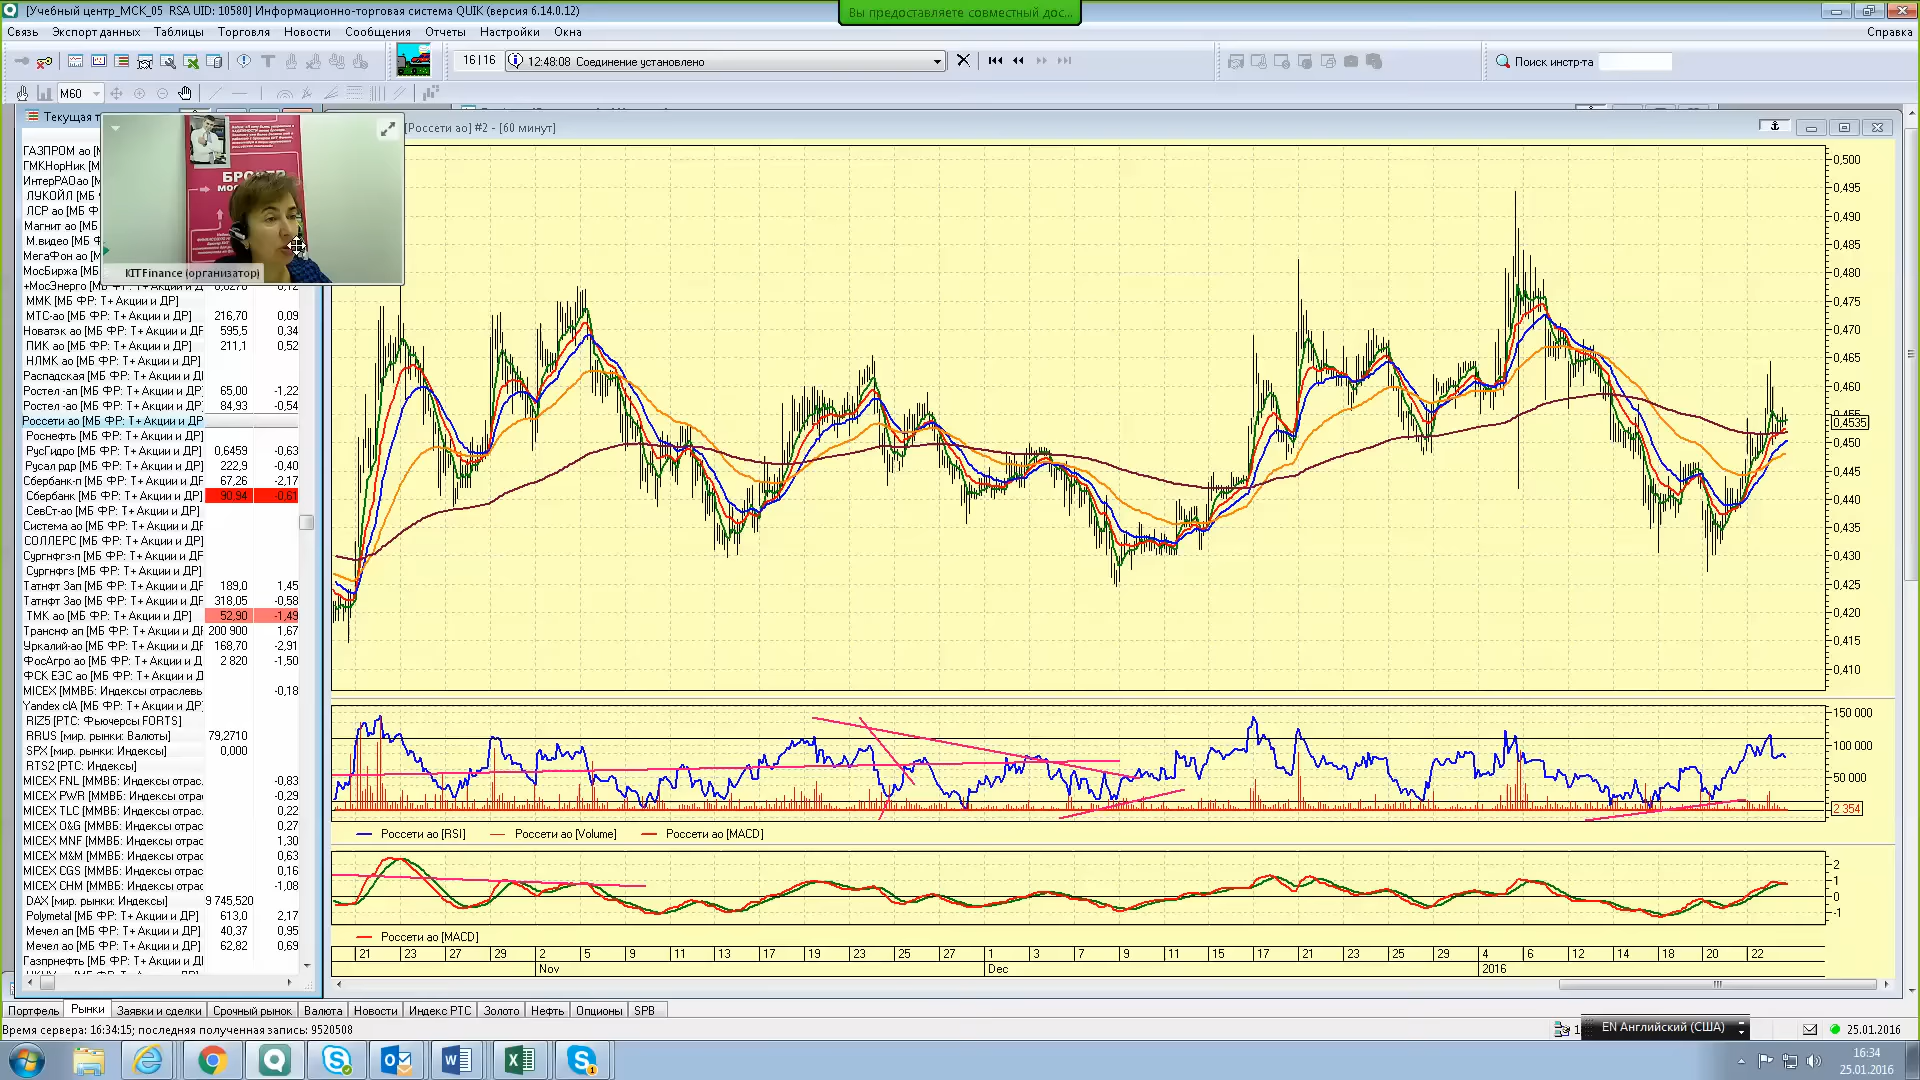 [Учебный центр_МСК_05 RSA UID: 10580] Информационно-торговая система QUIK (версия 6.14.0.12)
Вы предоставляете совместный дос...
Связь Экспорт данных Таблицы Торговля Новости Сообщения Отчеты Настройки Окна Справка
16|16 12:48:08 Соединение установлено Поиск инстр-та
M60
Текущая т
[Россети ао] #2 - [60 минут]
ГАЗПРОМ ао [М
ГМКНорНик [М
ИнтерРАОао [М
ЛУКОЙЛ [МБ Ф
ЛСР ао [МБ Ф
Магнит ао [МБ
М.видео [МБ Ф
МегаФон ао [М
МосБиржа [МБ
БРОКЕР
KITFinance (организатор)
+МосЭнерго [МБ ФР: Т+ Акции и ДР] 0,6270 0,12
ММК [МБ ФР: Т+ Акции и ДР]
МТС-ао [МБ ФР: Т+ Акции и ДР] 216,70 0,09
Новатэк ао [МБ ФР: Т+ Акции и ДР 595,5 0,34
ПИК ао [МБ ФР: Т+ Акции и ДР] 211,1 0,52
НЛМК ао [МБ ФР: Т+ Акции и ДР]
Распадская [МБ ФР: Т+ Акции и ДР
Ростел -ап [МБ ФР: Т+ Акции и ДР 65,00 -1,22
Ростел -ао [МБ ФР: Т+ Акции и ДР 84,93 -0,54
Россети ао [МБ ФР: Т+ Акции и ДР
Роснефть [МБ ФР: Т+ Акции и ДР]
РусГидро [МБ ФР: Т+ Акции и ДР] 0,6459 -0,63
Русал рдр [МБ ФР: Т+ Акции и ДР] 222,9 -0,40
Сбербанк-п [МБ ФР: Т+ Акции и ДР 67,26 -2,17
Сбербанк [МБ ФР: Т+ Акции и ДР] 90,94 -0,61
СевСт-ао [МБ ФР: Т+ Акции и ДР]
Система ао [МБ ФР: Т+ Акции и ДР
СОЛЛЕРС [МБ ФР: Т+ Акции и ДР]
Сургнфгз-п [МБ ФР: Т+ Акции и ДР
Сургнфгз [МБ ФР: Т+ Акции и ДР]
Татнфт 3ап [МБ ФР: Т+ Акции и ДР 189,0 1,45
Татнфт 3ао [МБ ФР: Т+ Акции и ДР 318,05 -0,58
ТМК ао [МБ ФР: Т+ Акции и ДР] 52,90 -1,49
Транснф ап [МБ ФР: Т+ Акции и ДР 200 900 1,67
Уркалий-ао [МБ ФР: Т+ Акции и ДР 168,70 -2,91
ФосАгро ао [МБ ФР: Т+ Акции и Д 2 820 -1,50
ФСК ЕЭС ао [МБ ФР: Т+ Акции и Д
MICEX [ММВБ: Индексы отраслевь -0,18
Yandex clA [МБ ФР: Т+ Акции и ДР
RIZ5 [РТС: Фьючерсы FORTS]
RRUS [мир. рынки: Валюты] 79,2710
SPX [мир. рынки: Индексы] 0,000
RTS2 [РТС: Индексы]
MICEX FNL [ММВБ: Индексы отрас. -0,83
MICEX PWR [ММВБ: Индексы отра -0,29
MICEX TLC [ММВБ: Индексы отрас 0,22
MICEX O&G [ММВБ: Индексы отрас 0,27
MICEX MNF [ММВБ: Индексы отрас 1,30
MICEX M&M [ММВБ: Индексы отрас 0,63
MICEX CGS [ММВБ: Индексы отрас 0,16
MICEX CHM [ММВБ: Индексы отрас -1,08
DAX [мир. рынки: Индексы] 9 745,520
Polymetal [МБ ФР: Т+ Акции и ДР] 613,0 2,17
Мечел ап [МБ ФР: Т+ Акции и ДР] 40,37 0,95
Мечел ао [МБ ФР: Т+ Акции и ДР] 62,82 0,69
Газпрнефть [МБ ФР: Т+ Акции и ДР
0,500
0,495
0,490
0,485
0,480
0,475
0,470
0,465
0,460
0,455
0,4535
0,450
0,445
0,440
0,435
0,430
0,425
0,420
0,415
0,410
150 000
100 000
50 000
2 354
Россети ао [RSI] Россети ао [Volume] Россети ао [MACD]
2
1
0
-1
Россети ао [MACD]
21 23 27 29 2 5 9 11 13 17 19 23 25 27 1 3 7 9 11 15 17 21 23 25 29 4 6 12 14 18 20 22
Nov Dec 2016
Портфель Рынки Заявки и сделки Срочный рынок Валюта Новости Индекс РТС Золото Нефть Опционы SPB
Время сервера: 16:34:15; последняя полученная запись: 9520508
EN Английский (США)
25.01.2016
16:34
25.01.2016